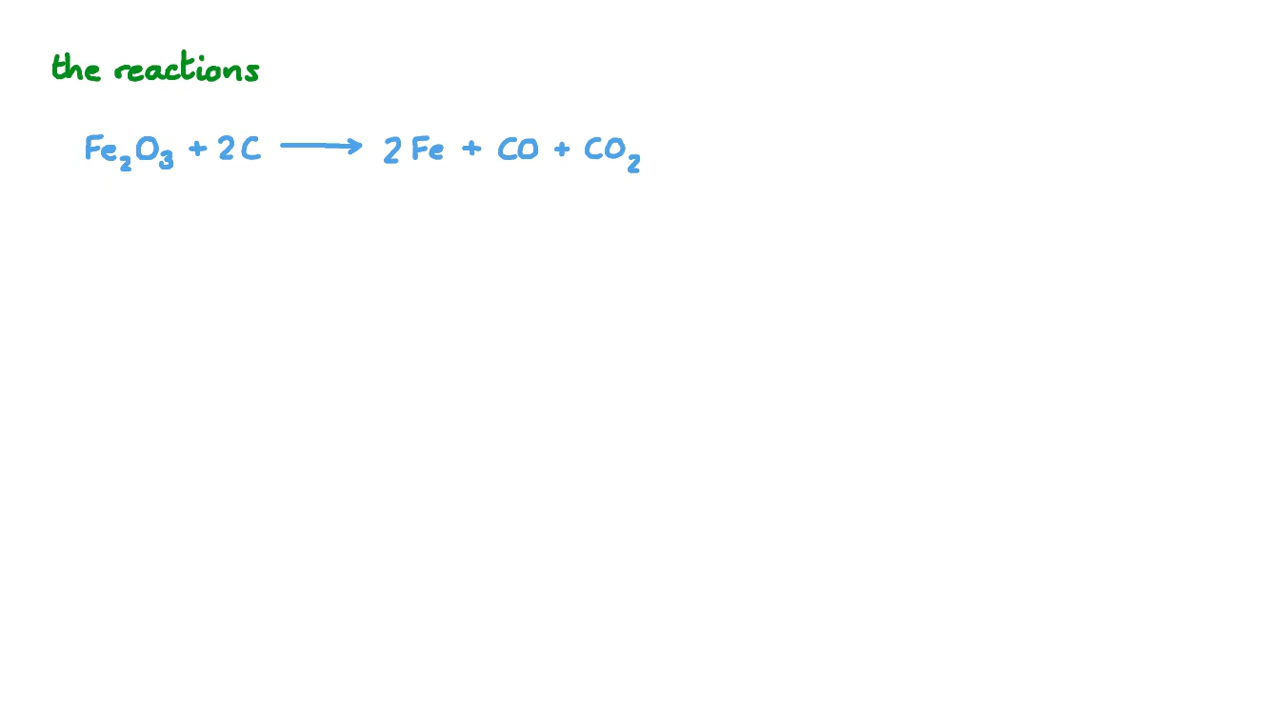 the reactions
Fe₂O₃ + 2C ⟶ 2Fe + CO + CO₂